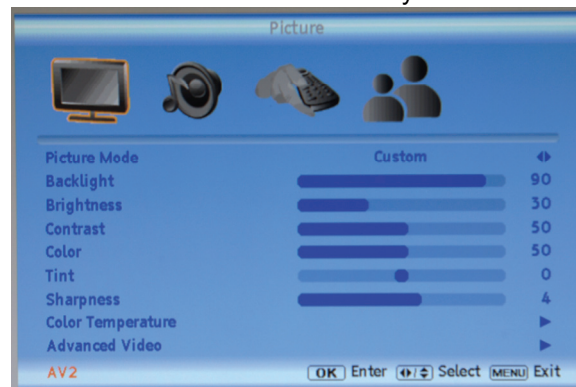 Picture
Picture Mode Custom
Backlight 90
Brightness 30
Contrast 50
Color 50
Tint 0
Sharpness 4
Color Temperature
Advanced Video
AV2 OK Enter Select MENU Exit